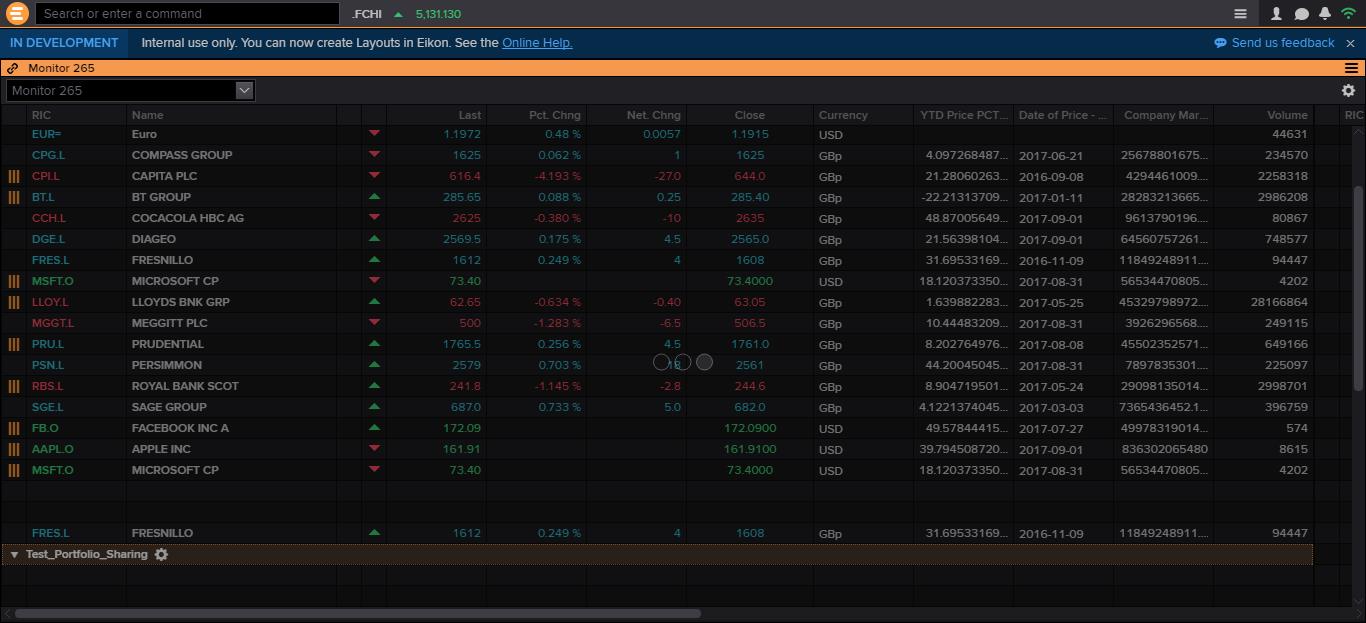 Search or enter a command .FCHI 5,131.130
IN DEVELOPMENT Internal use only. You can now create Layouts in Eikon. See the Online Help. Send us feedback
Monitor 265
Monitor 265
RIC Name Last Pct. Chng Net. Chng Close Currency YTD Price PCT... Date of Price - ... Company Mar... Volume RIC
EUR= Euro 1.1972 0.48 % 0.0057 1.1915 USD 44631
CPG.L COMPASS GROUP 1625 0.062 % 1 1625 GBp 4.097268487... 2017-06-21 25678801675... 234570
CPI.L CAPITA PLC 616.4 -4.193 % -27.0 644.0 GBp 21.28060263... 2016-09-08 4294461009.... 2258318
BT.L BT GROUP 285.65 0.088 % 0.25 285.40 GBp -22.21313709... 2017-01-11 28283213665... 2986208
CCH.L COCACOLA HBC AG 2625 -0.380 % -10 2635 GBp 48.87005649... 2017-09-01 9613790196.... 80867
DGE.L DIAGEO 2569.5 0.175 % 4.5 2565.0 GBp 21.56398104... 2017-09-01 64560757261... 748577
FRES.L FRESNILLO 1612 0.249 % 4 1608 GBp 31.69533169... 2016-11-09 11849248911.... 94447
MSFT.O MICROSOFT CP 73.40 73.4000 USD 18.120373350... 2017-08-31 56534470805... 4202
LLOY.L LLOYDS BNK GRP 62.65 -0.634 % -0.40 63.05 GBp 1.639882283... 2017-05-25 45329798972.... 28166864
MGGT.L MEGGITT PLC 500 -1.283 % -6.5 506.5 GBp 10.44483209... 2017-08-31 3926296568.... 249115
PRU.L PRUDENTIAL 1765.5 0.256 % 4.5 1761.0 GBp 8.202764976... 2017-08-08 45502352571... 649166
PSN.L PERSIMMON 2579 0.703 % 18 2561 GBp 44.20045045... 2017-08-31 7897835301.... 225097
RBS.L ROYAL BANK SCOT 241.8 -1.145 % -2.8 244.6 GBp 8.904719501... 2017-05-24 29098135014... 2998701
SGE.L SAGE GROUP 687.0 0.733 % 5.0 682.0 GBp 4.1221374045... 2017-03-03 7365436452.1... 396759
FB.O FACEBOOK INC A 172.09 172.0900 USD 49.57844415... 2017-07-27 49978319014... 574
AAPL.O APPLE INC 161.91 161.9100 USD 39.794508720... 2017-09-01 836302065480 8615
MSFT.O MICROSOFT CP 73.40 73.4000 USD 18.120373350... 2017-08-31 56534470805... 4202
FRES.L FRESNILLO 1612 0.249 % 4 1608 GBp 31.69533169... 2016-11-09 11849248911.... 94447
Test_Portfolio_Sharing